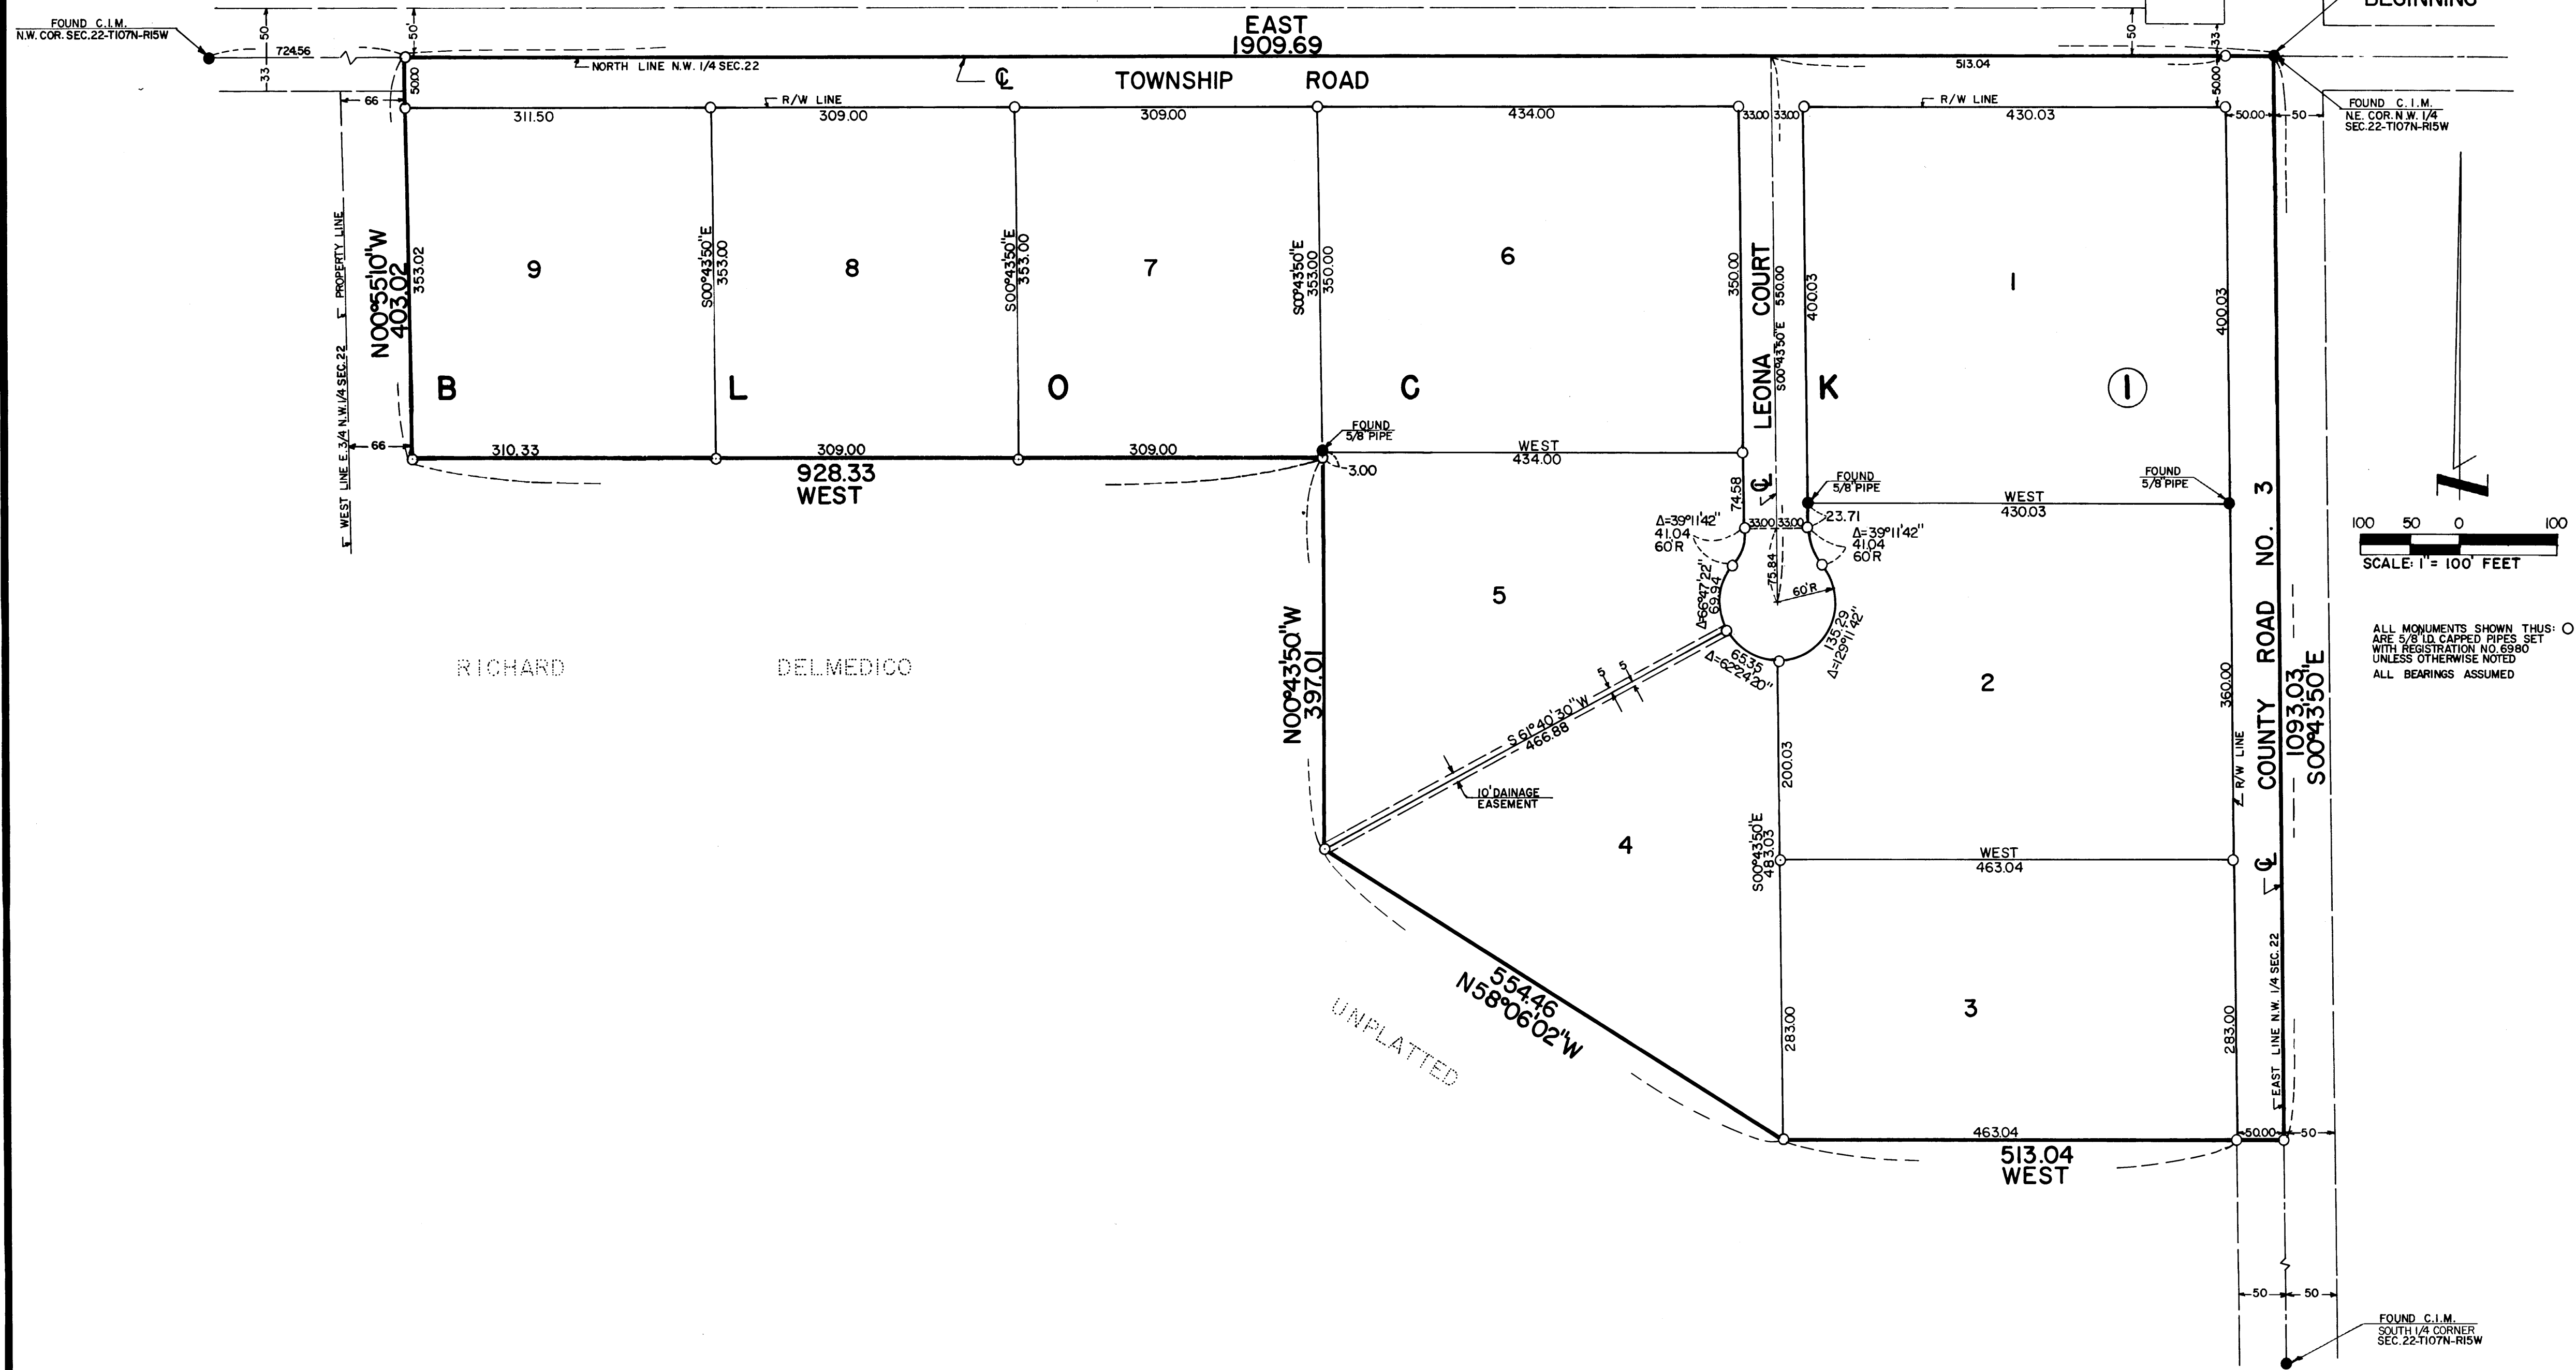 FOUND C.I.M.
N.W. COR. SEC.22-T107N-R15W
724.56
50
33
50'
50.00
66
EAST
1909.69
NORTH LINE N.W. 1/4 SEC.22
℄ TOWNSHIP ROAD
513.04
50
33
50.00
BEGINNING
FOUND C.I.M.
N.E. COR. N.W. 1/4
SEC.22-T107N-R15W
R/W LINE
R/W LINE
311.50
309.00
309.00
434.00
33.00
33.00
430.03
50.00
50
PROPERTY LINE
WEST LINE E. 3/4 N.W. 1/4 SEC. 22
N00°55'10"W
403.02
353.02
9
S00°43'50"E
353.00
8
S00°43'50"E
353.00
7
S00°43'50"E
353.00
350.00
6
350.00
LEONA COURT
℄
S00°43'50"E 550.00
400.03
1
400.03
B L O C K 1
66
310.33
309.00
309.00
928.33
WEST
FOUND
5/8" PIPE
3.00
WEST
434.00
74.58
FOUND
5/8" PIPE
FOUND
5/8" PIPE
WEST
430.03
33.00
33.00
23.71
Δ=39°11'42"
41.04
60'R
Δ=39°11'42"
41.04
60'R
75.84
60'R
Δ=66°47'22"
69.94
135.29
Δ=129°11'42"
65.35
Δ=62°24'20"
5
N00°43'50"W
397.01
RICHARD DELMEDICO
5
5
S 61°40'30"W
466.88
10' DAINAGE
EASEMENT
4
2
200.03
360.00
R/W LINE
℄ COUNTY ROAD NO. 3
1093.03
S00°43'50"E
S00°43'50"E
483.03
WEST
463.04
554.46
N58°06'02"W
UNPLATTED
3
283.00
283.00
EAST LINE N.W. 1/4 SEC. 22
463.04
50.00
50
513.04
WEST
50
50
FOUND C.I.M.
SOUTH 1/4 CORNER
SEC.22-T107N-R15W
N
100 50 0 100
SCALE: 1" = 100' FEET
ALL MONUMENTS SHOWN THUS: O
ARE 5/8" I.D. CAPPED PIPES SET
WITH REGISTRATION NO. 6980
UNLESS OTHERWISE NOTED
ALL BEARINGS ASSUMED